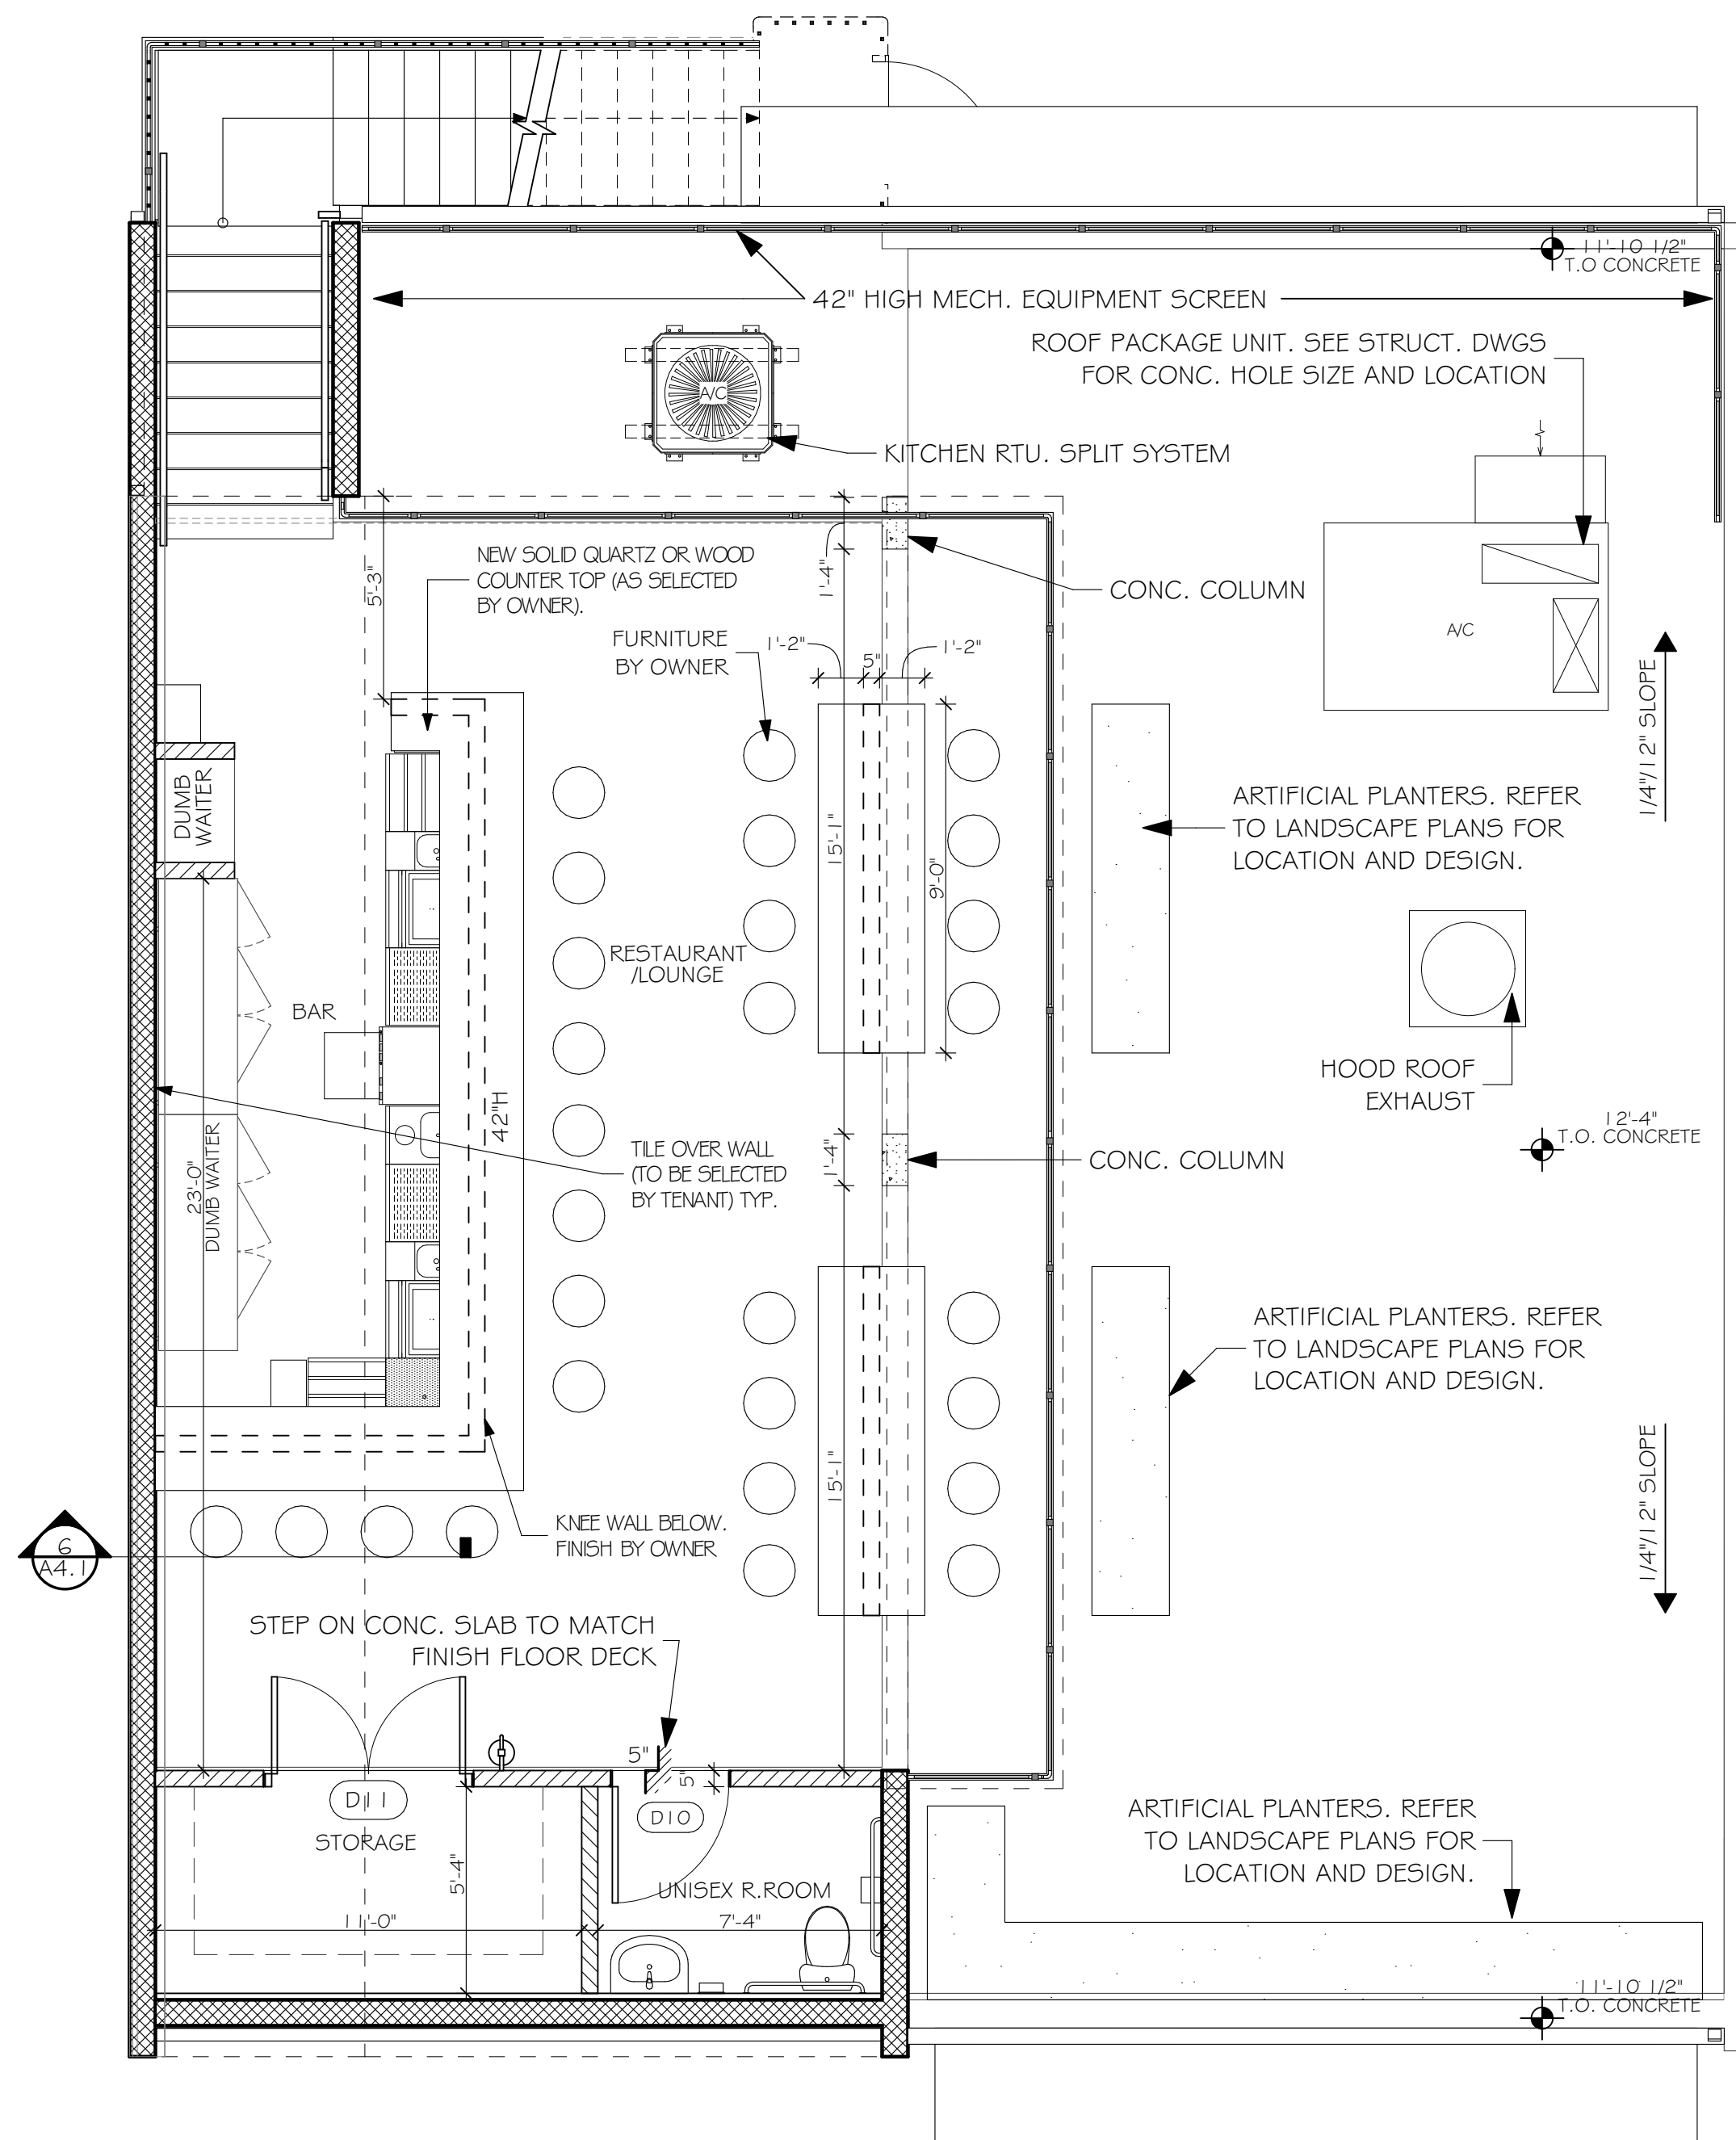 11'-10 1/2"
T.O CONCRETE
42" HIGH MECH. EQUIPMENT SCREEN
ROOF PACKAGE UNIT. SEE STRUCT. DWGS
FOR CONC. HOLE SIZE AND LOCATION
A/C
KITCHEN RTU. SPLIT SYSTEM
NEW SOLID QUARTZ OR WOOD
COUNTER TOP (AS SELECTED
BY OWNER).
5'-3"
1'-4"
CONC. COLUMN
FURNITURE
BY OWNER
1'-2"
5"
1'-2"
A/C
1/4"/12" SLOPE
DUMB
WAITER
15'-1"
9'-0"
ARTIFICIAL PLANTERS. REFER
TO LANDSCAPE PLANS FOR
LOCATION AND DESIGN.
RESTAURANT
/LOUNGE
BAR
HOOD ROOF
EXHAUST
42"H
12'-4"
T.O. CONCRETE
23'-0"
DUMB WAITER
TILE OVER WALL
(TO BE SELECTED
BY TENANT) TYP.
1'-4"
CONC. COLUMN
ARTIFICIAL PLANTERS. REFER
TO LANDSCAPE PLANS FOR
LOCATION AND DESIGN.
15'-1"
1/4"/12" SLOPE
6
A4.1
KNEE WALL BELOW.
FINISH BY OWNER
STEP ON CONC. SLAB TO MATCH
FINISH FLOOR DECK
5"
5"
D11
STORAGE
D10
5'-4"
UNISEX R.ROOM
11'-0"
7'-4"
ARTIFICIAL PLANTERS. REFER
TO LANDSCAPE PLANS FOR
LOCATION AND DESIGN.
11'-10 1/2"
T.O. CONCRETE